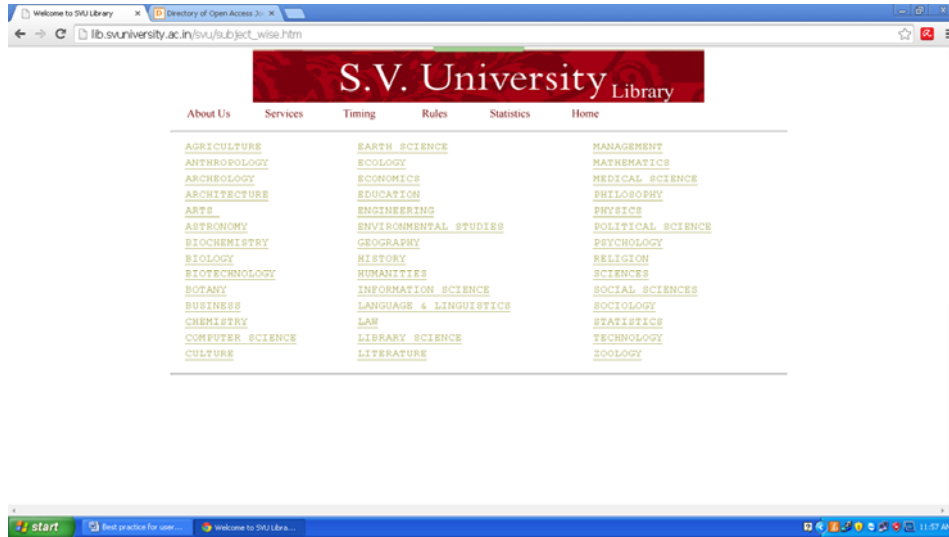 Welcome to SVU Library
Directory of Open Access Jo
lib.svuniversity.ac.in/svu/subject_wise.htm
S.V. University Library
About Us Services Timing Rules Statistics Home
AGRICULTURE EARTH SCIENCE MANAGEMENT
ANTHROPOLOGY ECOLOGY MATHEMATICS
ARCHEOLOGY ECONOMICS MEDICAL SCIENCE
ARCHITECTURE EDUCATION PHILOSOPHY
ARTS ENGINEERING PHYSICS
ASTRONOMY ENVIRONMENTAL STUDIES POLITICAL SCIENCE
BIOCHEMISTRY GEOGRAPHY PSYCHOLOGY
BIOLOGY HISTORY RELIGION
BIOTECHNOLOGY HUMANITIES SCIENCES
BOTANY INFORMATION SCIENCE SOCIAL SCIENCES
BUSINESS LANGUAGE & LINGUISTICS SOCIOLOGY
CHEMISTRY LAW STATISTICS
COMPUTER SCIENCE LIBRARY SCIENCE TECHNOLOGY
CULTURE LITERATURE ZOOLOGY
start Best practice for user... Welcome to SVU Libra... 11:57 AM